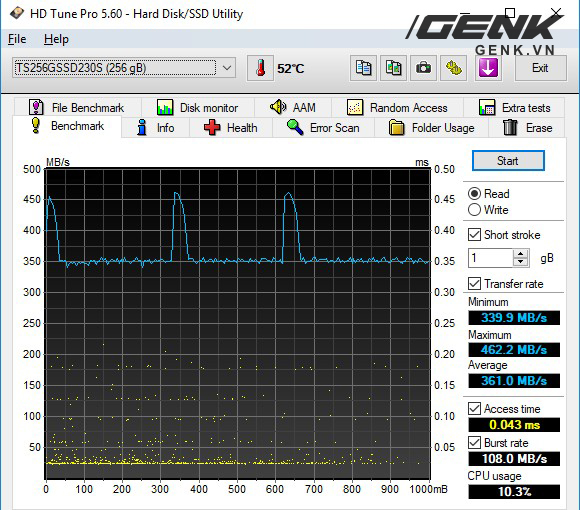 HD Tune Pro 5.60 - Hard Disk/SSD Utility
GENK
GENK.VN
File Help
TS256GSSD230S (256 gB)
52°C
Exit
File Benchmark Disk monitor AAM Random Access Extra tests
Benchmark Info Health Error Scan Folder Usage Erase
MB/s ms
500 0.50
450 0.45
400 0.40
350 0.35
300 0.30
250 0.25
200 0.20
150 0.15
100 0.10
50 0.05
0 100 200 300 400 500 600 700 800 900 1000mB
Start
Read
Write
Short stroke
1 gB
Transfer rate
Minimum
339.9 MB/s
Maximum
462.2 MB/s
Average
361.0 MB/s
Access time
0.043 ms
Burst rate
108.0 MB/s
CPU usage
10.3%